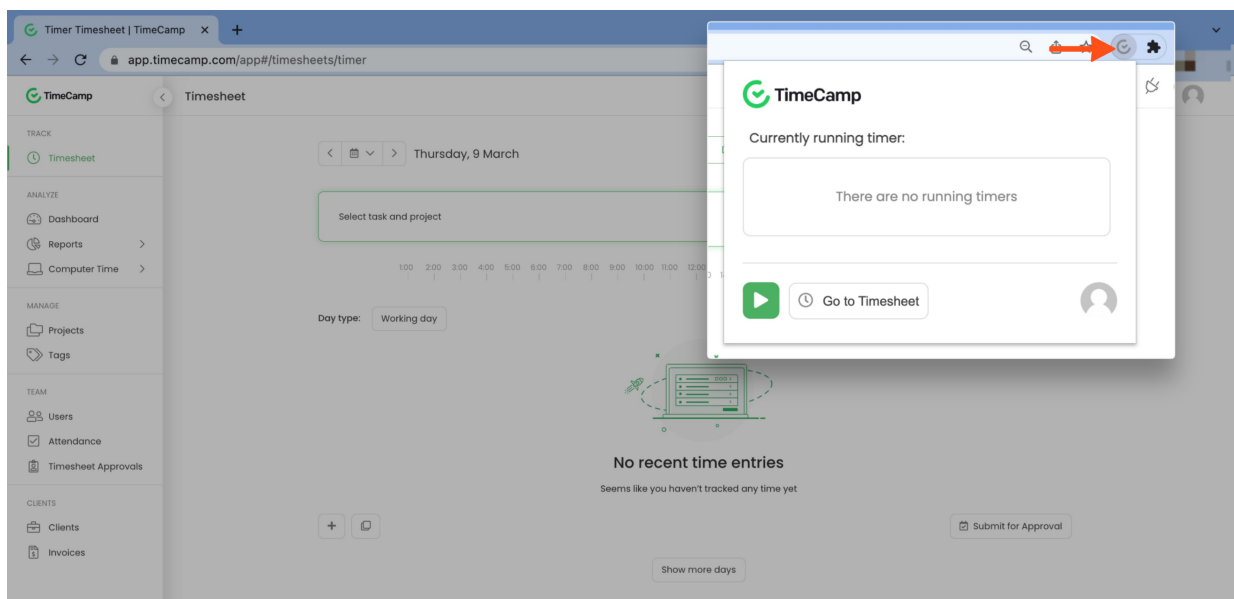 Timer Timesheet | TimeCamp
app.timecamp.com/app#/timesheets/timer
TimeCamp
Timesheet
TRACK
Timesheet
ANALYZE
Dashboard
Reports
Computer Time
MANAGE
Projects
Tags
TEAM
Users
Attendance
Timesheet Approvals
CLIENTS
Clients
Invoices
Thursday, 9 March
Select task and project
1:00 2:00 3:00 4:00 5:00 6:00 7:00 8:00 9:00 10:00 11:00 12:00
Day type: Working day
No recent time entries
Seems like you haven't tracked any time yet
Submit for Approval
Show more days
TimeCamp
Currently running timer:
There are no running timers
Go to Timesheet